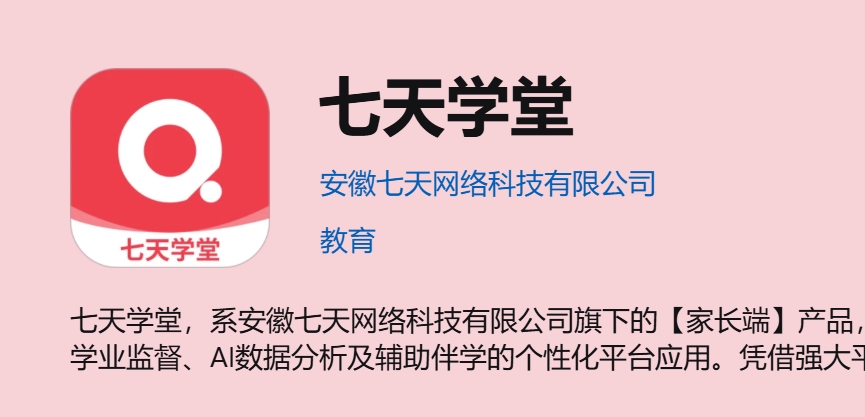 七天学堂
安徽七天网络科技有限公司
教育
七天学堂
七天学堂，系安徽七天网络科技有限公司旗下的【家长端】产品，
学业监督、AI数据分析及辅助伴学的个性化平台应用。凭借强大平